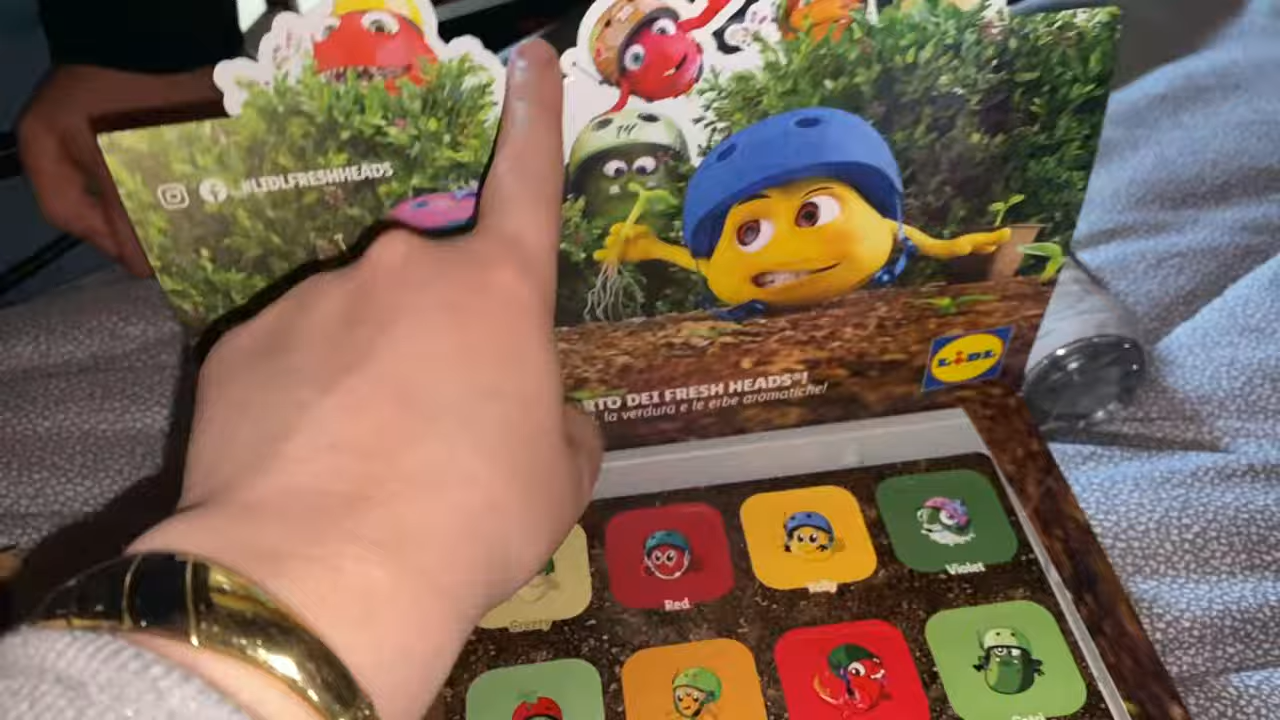 #LIDLFRESHHEADS
LIDL
RTO DEI FRESH HEADS®!
la verdura e le erbe aromatiche!
Red
Violet